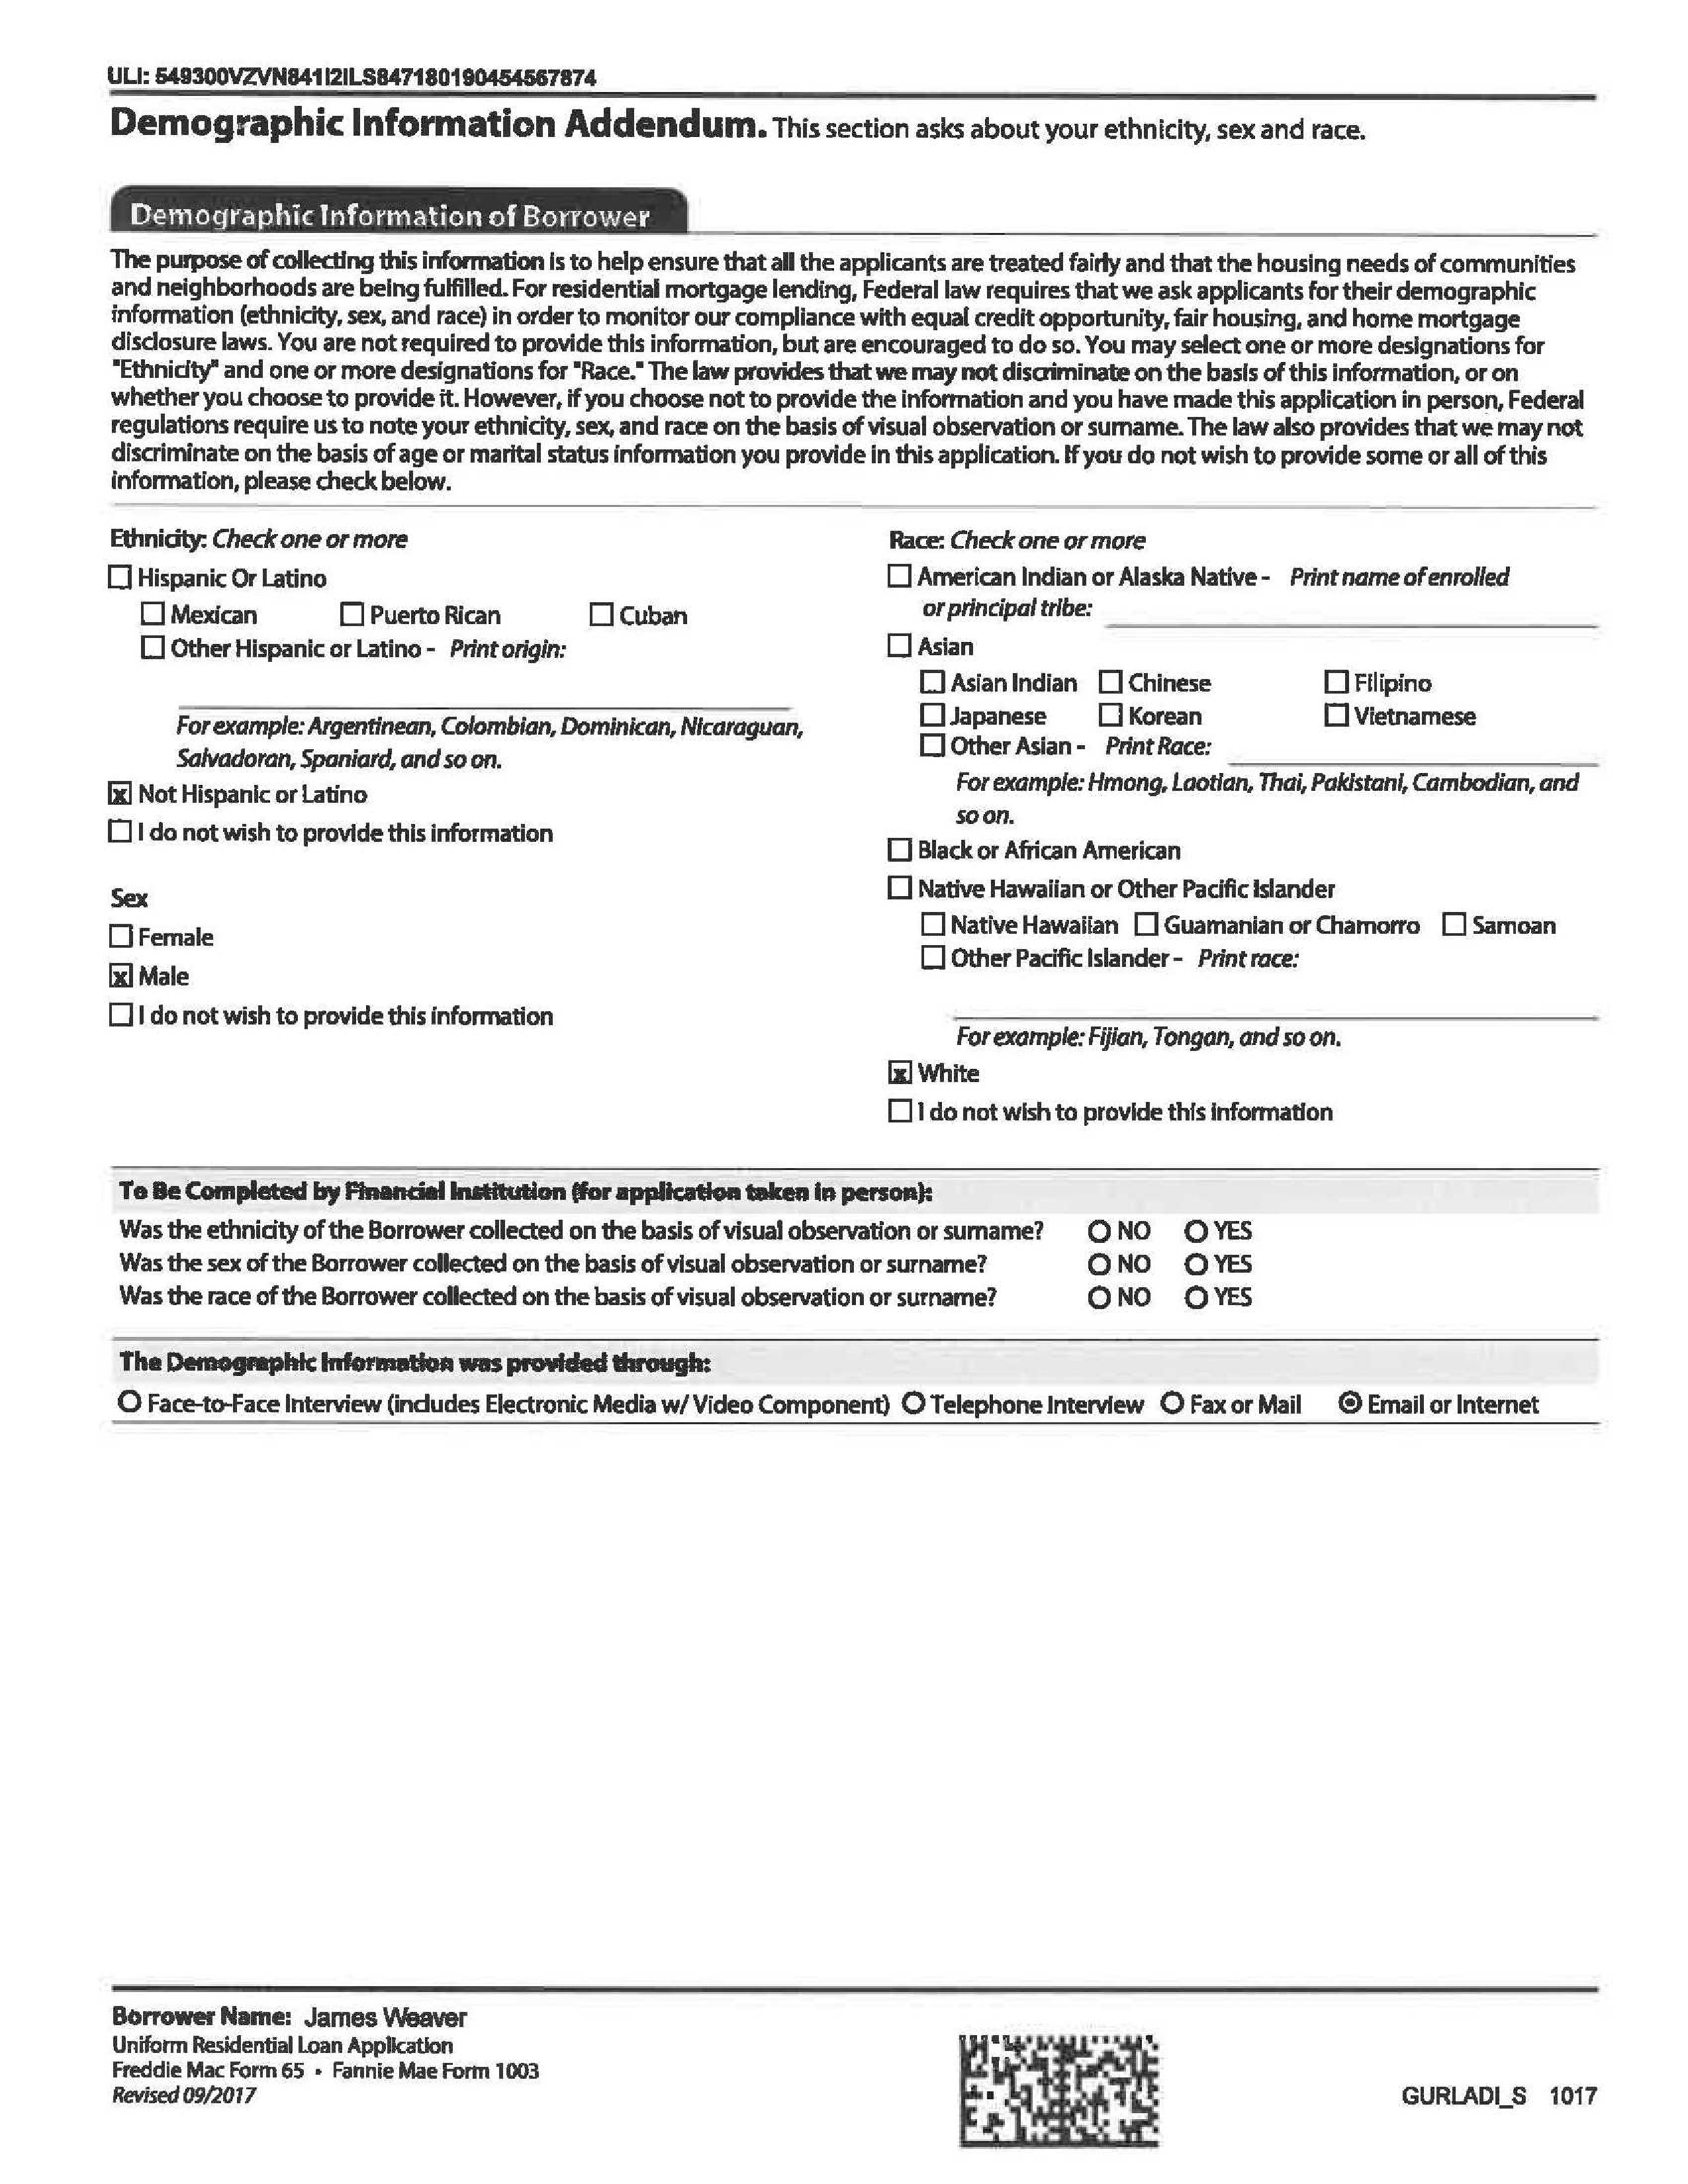 ULI: 549300VZVN841I2ILS847180190454567874
Demographic Information Addendum. This section asks about your ethnicity, sex and race.
Demographic Information of Borrower
The purpose of collecting this information is to help ensure that all the applicants are treated fairly and that the housing needs of communities
and neighborhoods are being fulfilled. For residential mortgage lending, Federal law requires that we ask applicants for their demographic
information (ethnicity, sex, and race) in order to monitor our compliance with equal credit opportunity, fair housing, and home mortgage
disclosure laws. You are not required to provide this information, but are encouraged to do so. You may select one or more designations for
"Ethnicity" and one or more designations for "Race." The law provides that we may not discriminate on the basis of this information, or on
whether you choose to provide it. However, if you choose not to provide the information and you have made this application in person, Federal
regulations require us to note your ethnicity, sex, and race on the basis of visual observation or surname. The law also provides that we may not
discriminate on the basis of age or marital status information you provide in this application. If you do not wish to provide some or all of this
information, please check below.
Ethnicity: Check one or more
☐ Hispanic Or Latino
☐ Mexican ☐ Puerto Rican ☐ Cuban
☐ Other Hispanic or Latino - Print origin:
For example: Argentinean, Colombian, Dominican, Nicaraguan,
Salvadoran, Spaniard, and so on.
☒ Not Hispanic or Latino
☐ I do not wish to provide this information
Sex
☐ Female
☒ Male
☐ I do not wish to provide this information
Race: Check one or more
☐ American Indian or Alaska Native - Print name of enrolled
or principal tribe:
☐ Asian
☐ Asian Indian ☐ Chinese ☐ Filipino
☐ Japanese ☐ Korean ☐ Vietnamese
☐ Other Asian - Print Race:
For example: Hmong, Laotian, Thai, Pakistani, Cambodian, and
so on.
☐ Black or African American
☐ Native Hawaiian or Other Pacific Islander
☐ Native Hawaiian ☐ Guamanian or Chamorro ☐ Samoan
☐ Other Pacific Islander - Print race:
For example: Fijian, Tongan, and so on.
☒ White
☐ I do not wish to provide this information
To Be Completed by Financial Institution (for application taken in person):
Was the ethnicity of the Borrower collected on the basis of visual observation or surname? ○ NO ○ YES
Was the sex of the Borrower collected on the basis of visual observation or surname? ○ NO ○ YES
Was the race of the Borrower collected on the basis of visual observation or surname? ○ NO ○ YES
The Demographic Information was provided through:
○ Face-to-Face Interview (includes Electronic Media w/ Video Component) ○ Telephone Interview ○ Fax or Mail ◉ Email or Internet
Borrower Name: James Weaver
Uniform Residential Loan Application
Freddie Mac Form 65 • Fannie Mae Form 1003
Revised 09/2017
GURLADI_S 1017